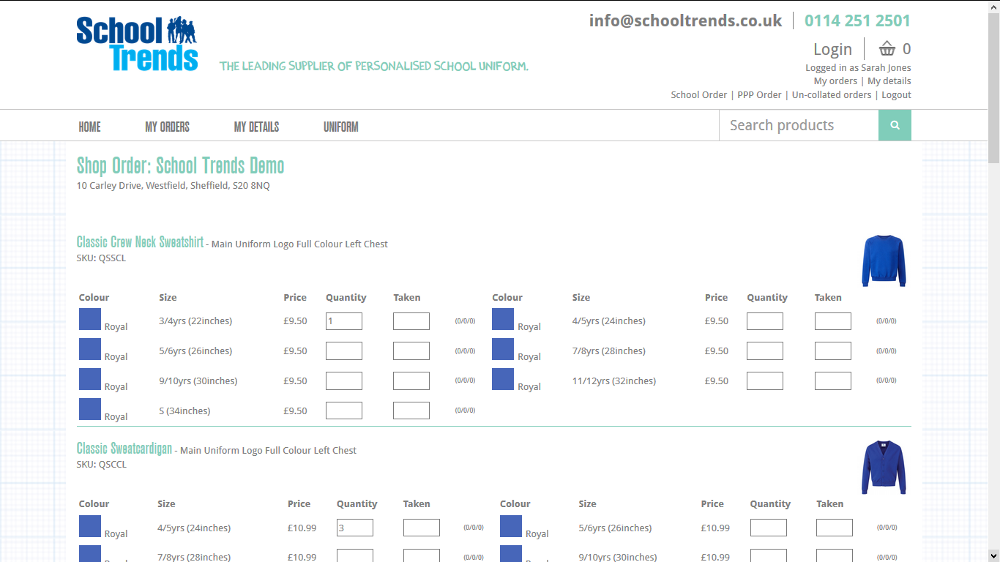 School
Trends
THE LEADING SUPPLIER OF PERSONALISED SCHOOL UNIFORM.
info@schooltrends.co.uk | 0114 251 2501
Login | 0
Logged in as Sarah Jones
My orders | My details
School Order | PPP Order | Un-collated orders | Logout
HOME MY ORDERS MY DETAILS UNIFORM Search products
Shop Order: School Trends Demo
10 Carley Drive, Westfield, Sheffield, S20 8NQ
Classic Crew Neck Sweatshirt - Main Uniform Logo Full Colour Left Chest
SKU: QSSCL
Colour Size Price Quantity Taken Colour Size Price Quantity Taken
Royal 3/4yrs (22inches) £9.50 1 (0/0/0) Royal 4/5yrs (24inches) £9.50 (0/0/0)
Royal 5/6yrs (26inches) £9.50 (0/0/0) Royal 7/8yrs (28inches) £9.50 (0/0/0)
Royal 9/10yrs (30inches) £9.50 (0/0/0) Royal 11/12yrs (32inches) £9.50 (0/0/0)
Royal S (34inches) £9.50 (0/0/0)
Classic Sweatcardigan - Main Uniform Logo Full Colour Left Chest
SKU: QSCCL
Colour Size Price Quantity Taken Colour Size Price Quantity Taken
Royal 4/5yrs (24inches) £10.99 3 (0/0/0) Royal 5/6yrs (26inches) £10.99 (0/0/0)
7/8yrs (28inches) £10.99 (0/0/0) 9/10yrs (30inches) £10.99 (0/0/0)